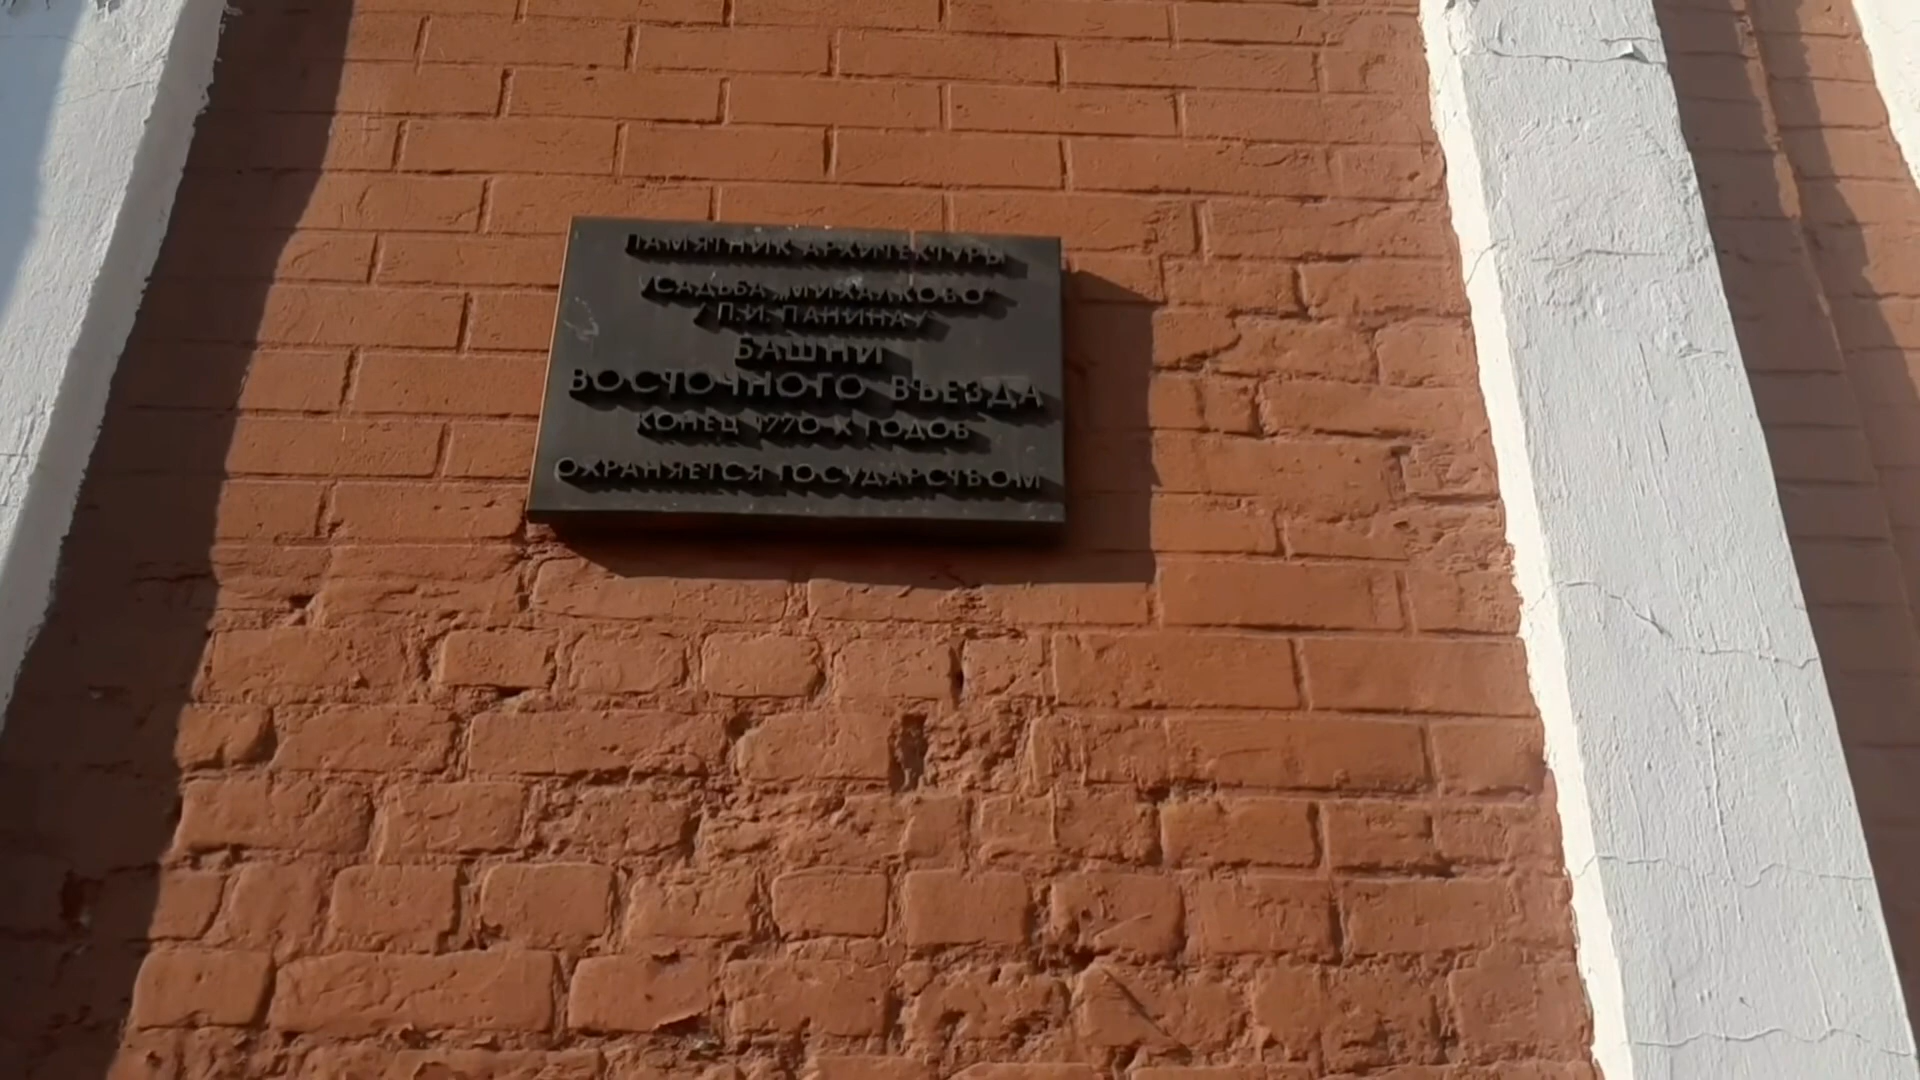 ПАМЯТНИК АРХИТЕКТУРЫ
УСАДЬБА „МИХАЛКОВО"
/П.И. ПАНИНА/
БАШНИ
ВОСТОЧНОГО ВЪЕЗДА
КОНЕЦ 1770-Х ГОДОВ
ОХРАНЯЕТСЯ ГОСУДАРСТВОМ